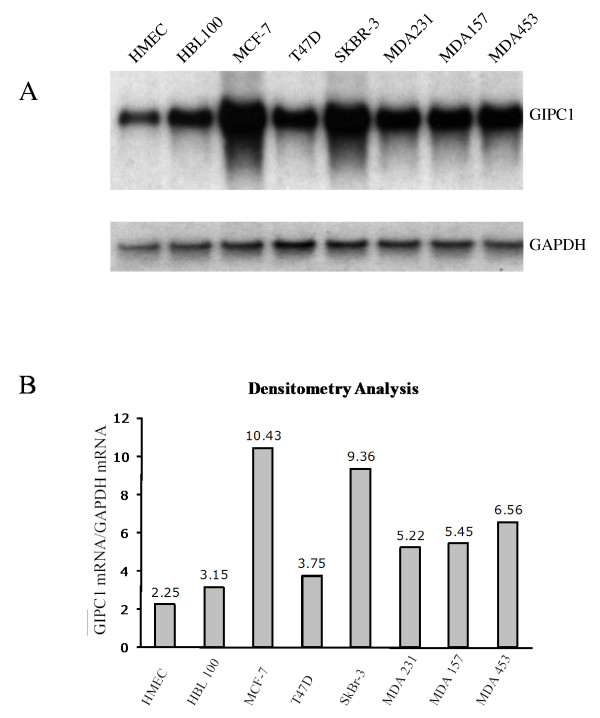 HMEC
HBL100
MCF-7
T47D
SKBR-3
MDA231
MDA157
MDA453
A
GIPC1
GAPDH
B
Densitometry Analysis
GIPC1 mRNA/GAPDH mRNA
12
10
8
6
4
2
0
2.25
3.15
10.43
3.75
9.36
5.22
5.45
6.56
HMEC
HBL 100
MCF-7
T47D
SkBr-3
MDA 231
MDA 157
MDA 453